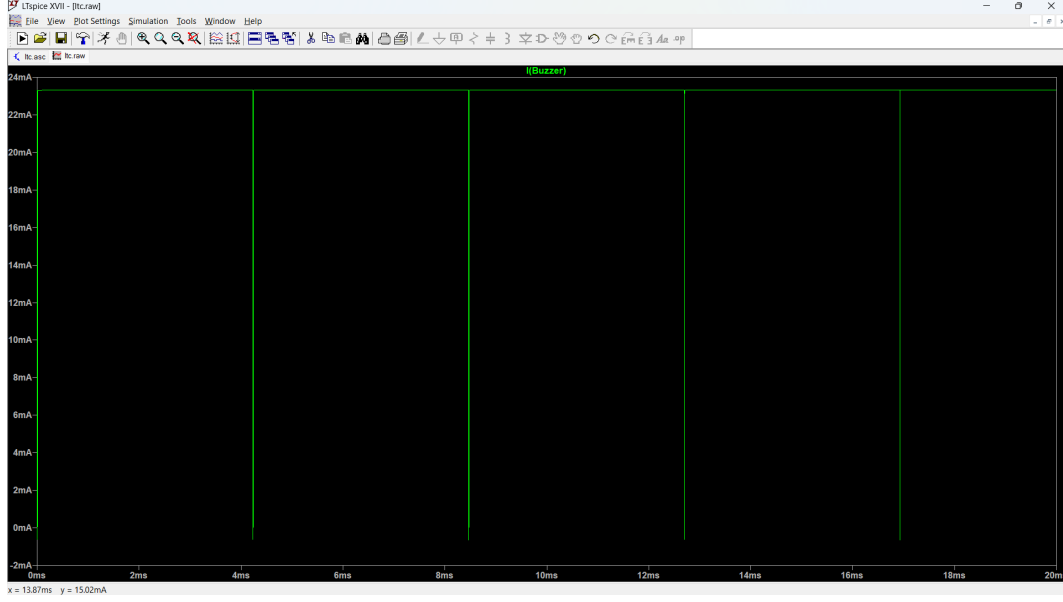 LTspice XVII - [ltc.raw]
File View Plot Settings Simulation Tools Window Help
ltc.asc ltc.raw
I(Buzzer)
24mA
22mA
20mA
18mA
16mA
14mA
12mA
10mA
8mA
6mA
4mA
2mA
0mA
-2mA
0ms 2ms 4ms 6ms 8ms 10ms 12ms 14ms 16ms 18ms 20m
x = 13.87ms y = 15.02mA